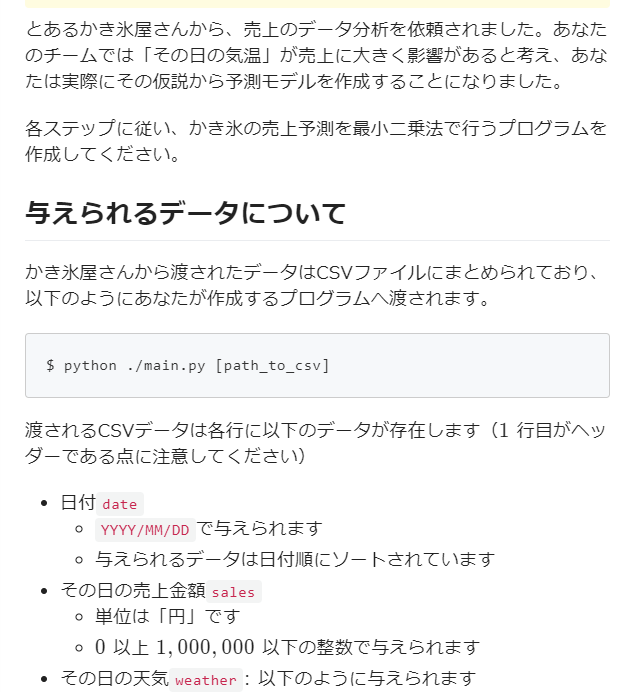 とあるかき氷屋さんから、売上のデータ分析を依頼されました。あなた
のチームでは「その日の気温」が売上に大きく影響があると考え、あな
たは実際にその仮説から予測モデルを作成することになりました。
各ステップに従い、かき氷の売上予測を最小二乗法で行うプログラムを
作成してください。
与えられるデータについて
かき氷屋さんから渡されたデータはCSVファイルにまとめられており、
以下のようにあなたが作成するプログラムへ渡されます。
$ python ./main.py [path_to_csv]
渡されるCSVデータは各行に以下のデータが存在します（1 行目がヘッ
ダーである点に注意してください）
• 日付 date
◦ YYYY/MM/DD で与えられます
◦ 与えられるデータは日付順にソートされています
• その日の売上金額 sales
◦ 単位は「円」です
◦ 0 以上 1,000,000 以下の整数で与えられます
• その日の天気 weather : 以下のように与えられます